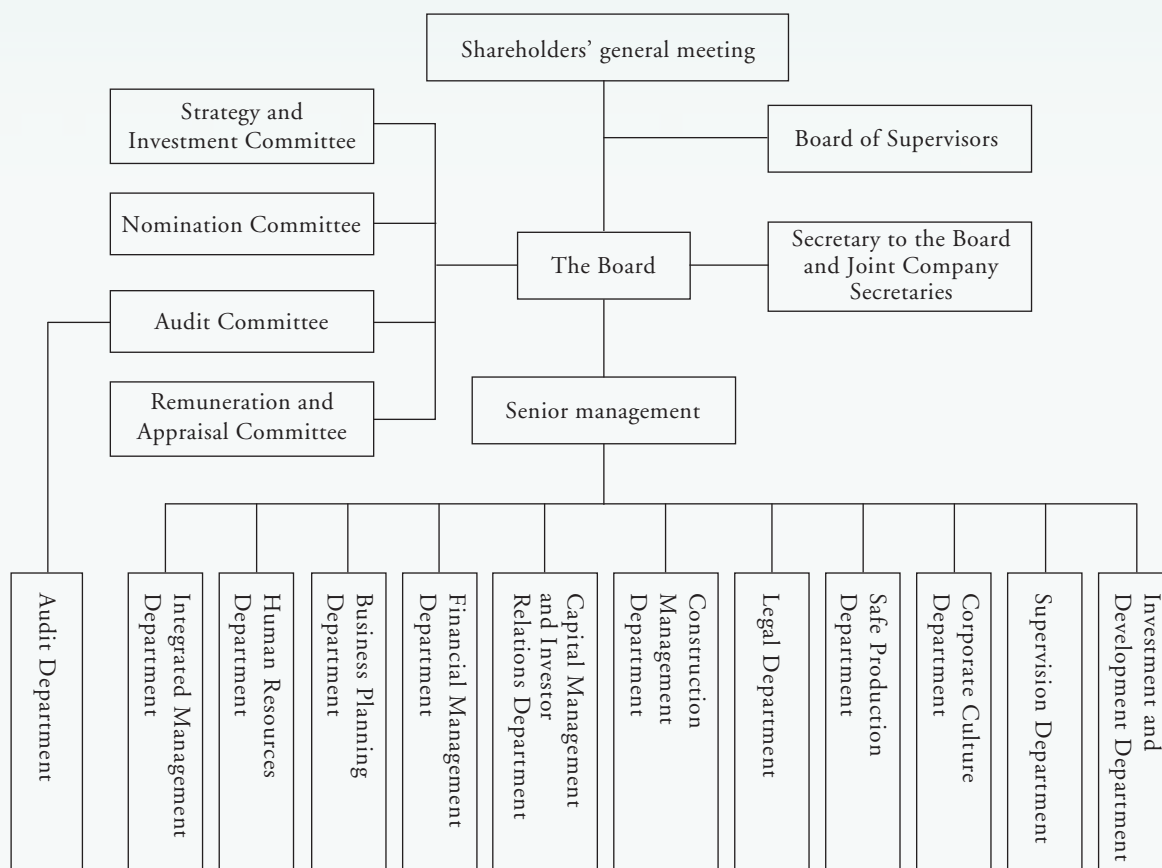 Shareholders’ general meeting
Strategy and
Investment Committee
Board of Supervisors
Nomination Committee
The Board
Secretary to the Board
and Joint Company
Secretaries
Audit Committee
Remuneration and
Appraisal Committee
Senior management
Audit Department
Integrated Management
Department
Human Resources
Department
Business Planning
Department
Financial Management
Department
Capital Management
and Investor
Relations Department
Construction
Management
Department
Legal Department
Safe Production
Department
Corporate Culture
Department
Supervision Department
Investment and
Development Department